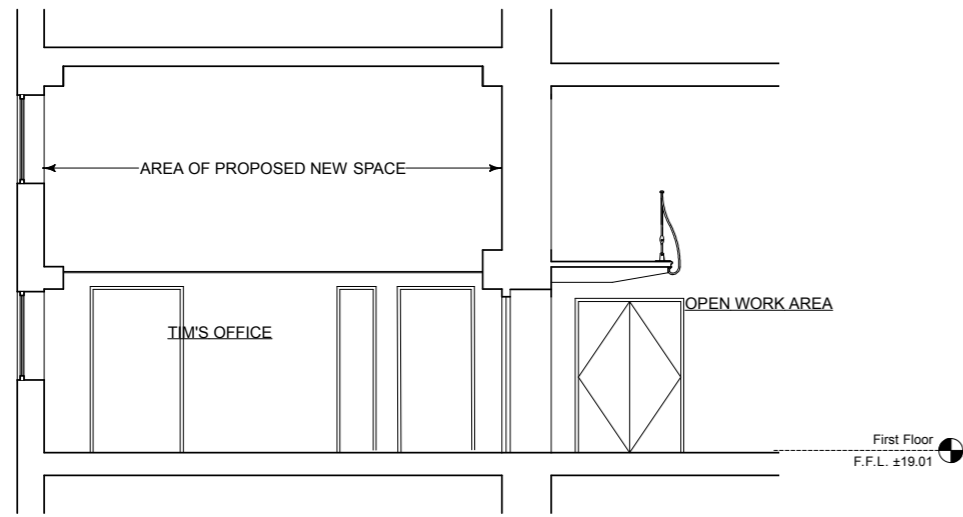 AREA OF PROPOSED NEW SPACE
TIM'S OFFICE
OPEN WORK AREA
First Floor
F.F.L. ±19.01